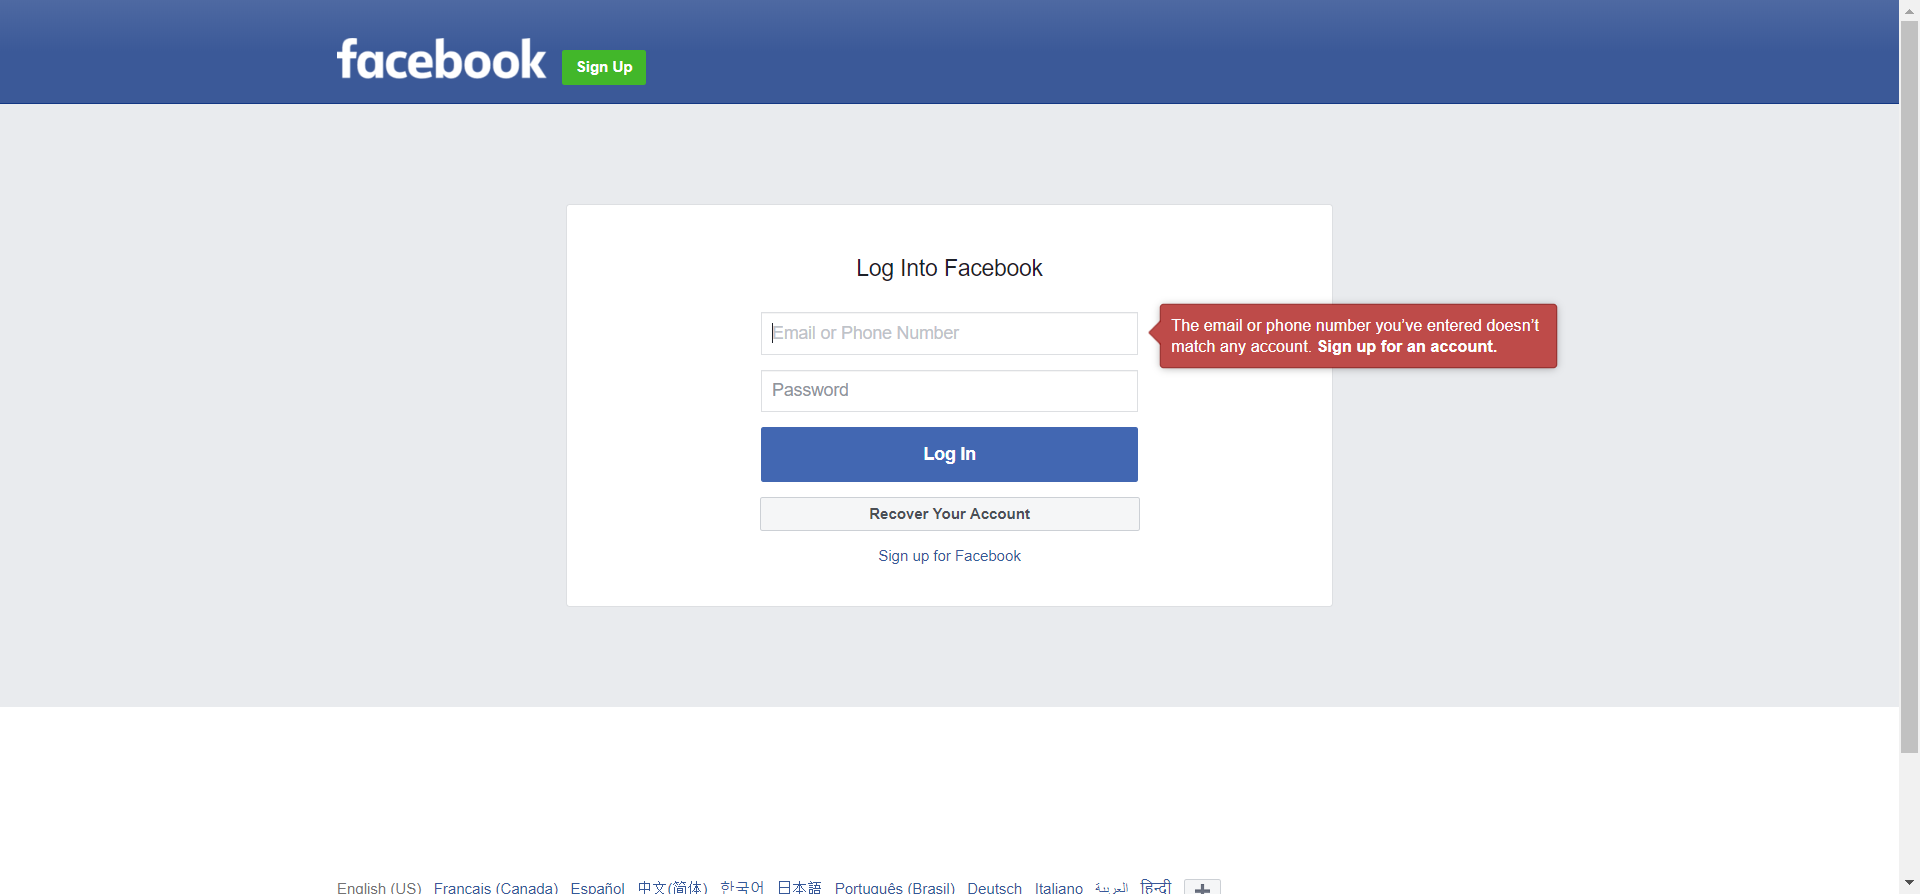 facebook
Sign Up
Log Into Facebook
Email or Phone Number
The email or phone number you’ve entered doesn’t
match any account. Sign up for an account.
Password
Log In
Recover Your Account
Sign up for Facebook
English (US) Français (Canada) Español 中文(简体) 한국어 日本語 Português (Brasil) Deutsch Italiano العربية हिन्दी